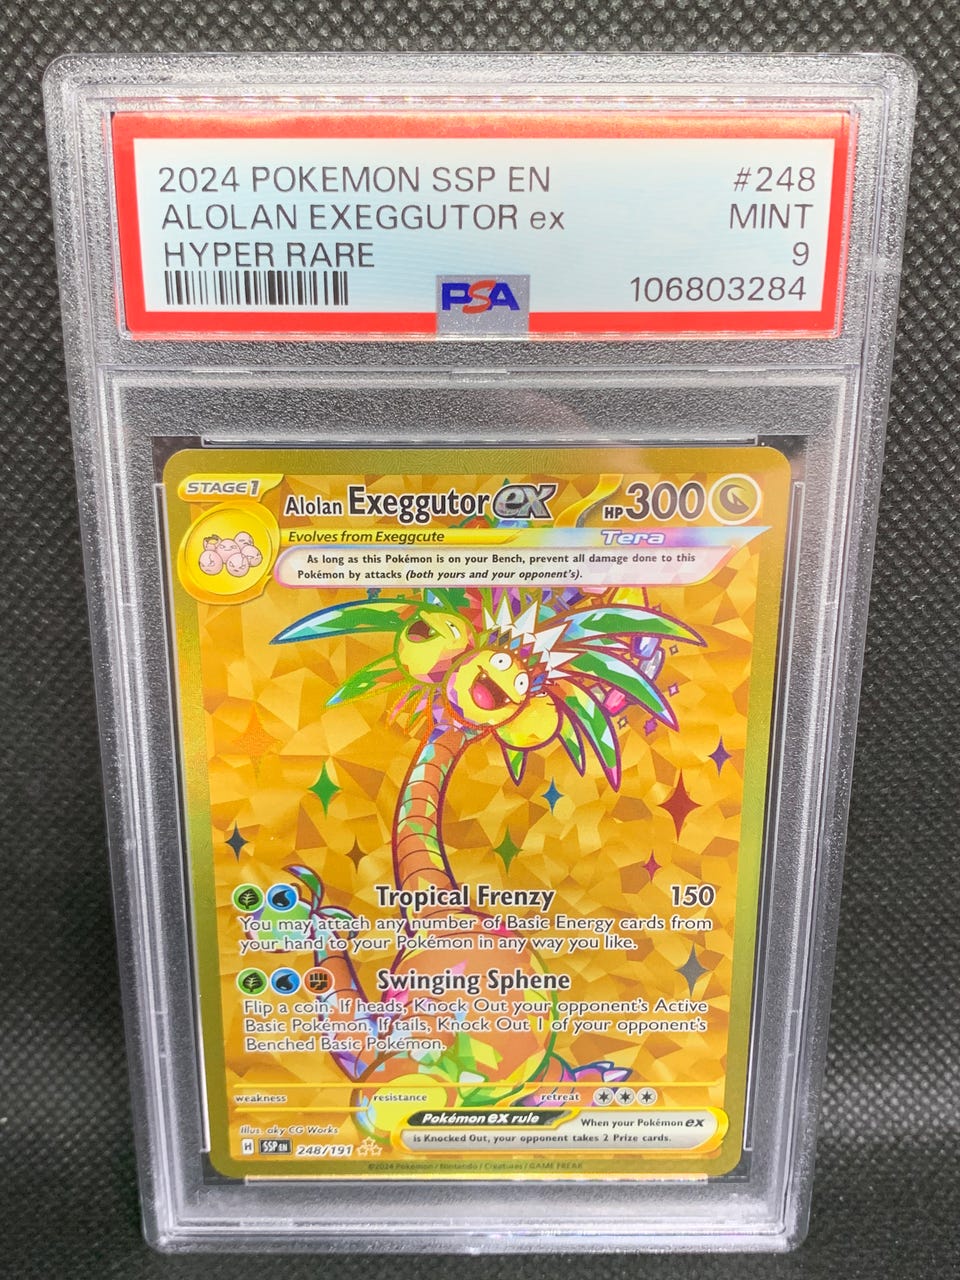 2024 POKEMON SSP EN #248
ALOLAN EXEGGUTOR ex MINT
HYPER RARE 9
PSA 106803284
STAGE1 Alolan Exeggutor ex HP300
Evolves from Exeggcute Tera
As long as this Pokémon is on your Bench, prevent all damage done to this
Pokémon by attacks (both yours and your opponent's).
Tropical Frenzy 150
You may attach any number of Basic Energy cards from
your hand to your Pokémon in any way you like.
Swinging Sphene
Flip a coin. If heads, Knock Out your opponent's Active
Basic Pokémon. If tails, Knock Out 1 of your opponent's
Benched Basic Pokémon.
weakness resistance retreat
Pokémon ex rule When your Pokémon ex
is Knocked Out, your opponent takes 2 Prize cards.
Illus. aky CG Works
H SSP EN 248/191
©2024 Pokémon / Nintendo / Creatures / GAME FREAK